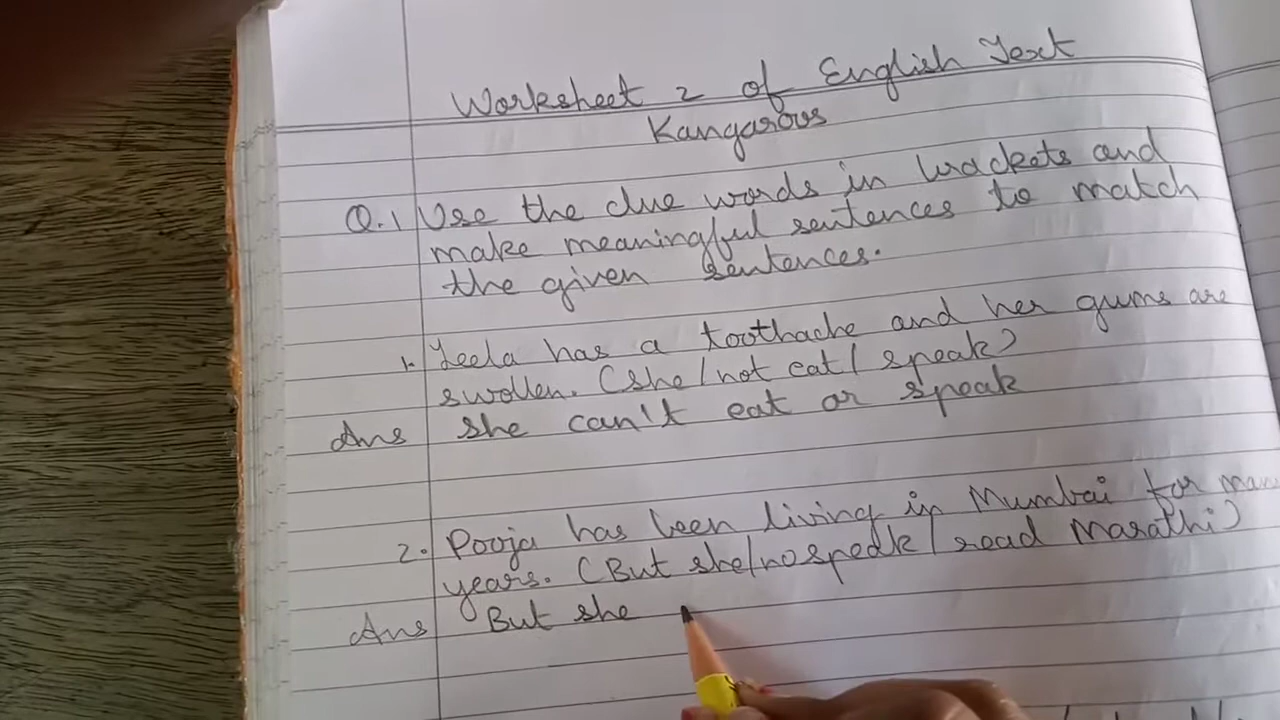 Worksheet 2 of English Text
Kangaroos
Q.1 Use the clue words in brackets and
make meaningful sentences to match
the given sentences.
1. Leela has a toothache and her gums are
swollen. (she/not eat/ speak)
Ans she can't eat or speak
2. Pooja has been living in Mumbai for
years. (But she/no speak/ read Marathi)
Ans But she